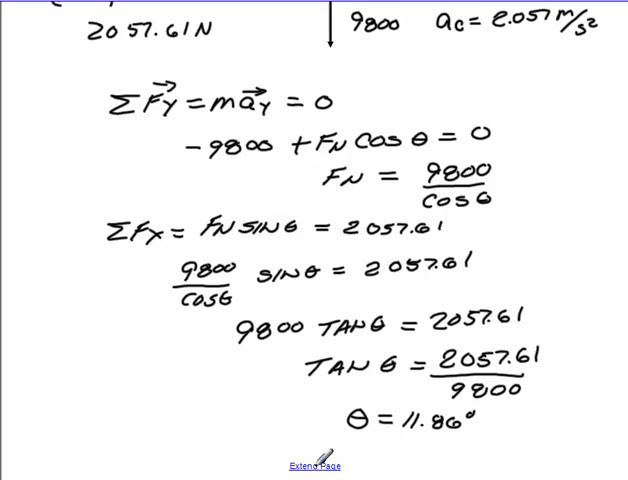 2057.61 N
9800 ac = 2.057 m/s²
ΣF⃗y = ma⃗y = 0
-9800 + FN cos θ = 0
FN = 9800/cos θ
ΣFx = FN SIN θ = 2057.61
9800/cos θ SIN θ = 2057.61
9800 TAN θ = 2057.61
TAN θ = 2057.61/9800
θ = 11.86°
Extend Page